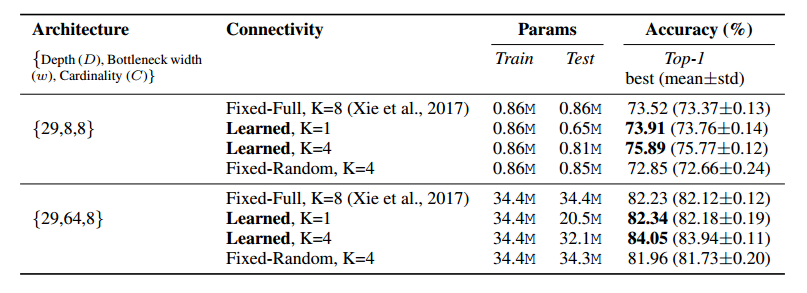 Architecture Connectivity Params Accuracy (%)
{Depth (D), Bottleneck width Train Test Top-1
(w), Cardinality (C)} best (mean±std)
Fixed-Full, K=8 (Xie et al., 2017) 0.86M 0.86M 73.52 (73.37±0.13)
{29,8,8} Learned, K=1 0.86M 0.65M 73.91 (73.76±0.14)
Learned, K=4 0.86M 0.81M 75.89 (75.77±0.12)
Fixed-Random, K=4 0.86M 0.85M 72.85 (72.66±0.24)
Fixed-Full, K=8 (Xie et al., 2017) 34.4M 34.4M 82.23 (82.12±0.12)
{29,64,8} Learned, K=1 34.4M 20.5M 82.34 (82.18±0.19)
Learned, K=4 34.4M 32.1M 84.05 (83.94±0.11)
Fixed-Random, K=4 34.4M 34.3M 81.96 (81.73±0.20)